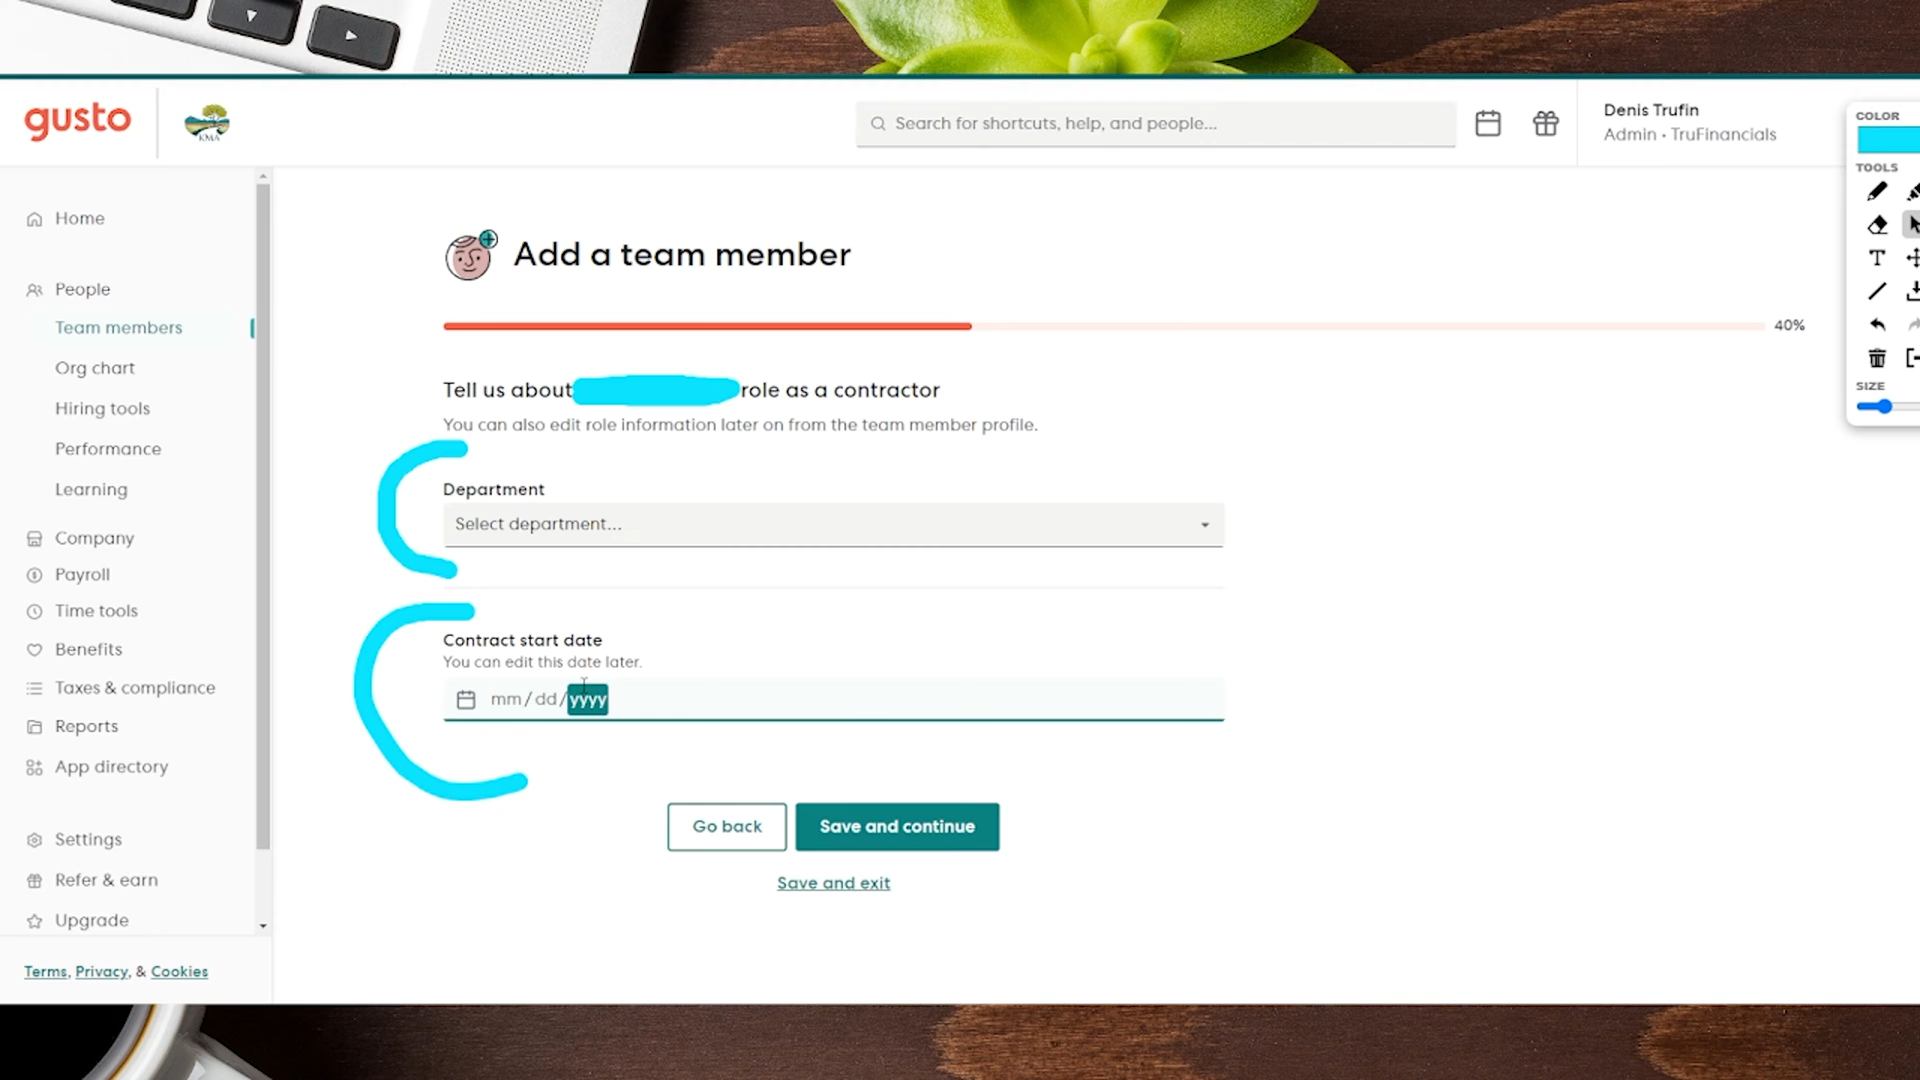 gusto
KMA
Search for shortcuts, help, and people...
Denis Trufin
Admin • TruFinancials
COLOR
TOOLS
T
SIZE
Home
People
Team members
Org chart
Hiring tools
Performance
Learning
Company
Payroll
Time tools
Benefits
Taxes & compliance
Reports
App directory
Settings
Refer & earn
Upgrade
Terms, Privacy, & Cookies
Add a team member
40%
Tell us about role as a contractor
You can also edit role information later on from the team member profile.
Department
Select department...
Contract start date
You can edit this date later.
mm/dd/yyyy
Go back
Save and continue
Save and exit